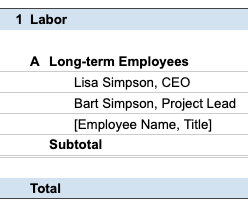 1 Labor
A Long-term Employees
Lisa Simpson, CEO
Bart Simpson, Project Lead
[Employee Name, Title]
Subtotal
Total